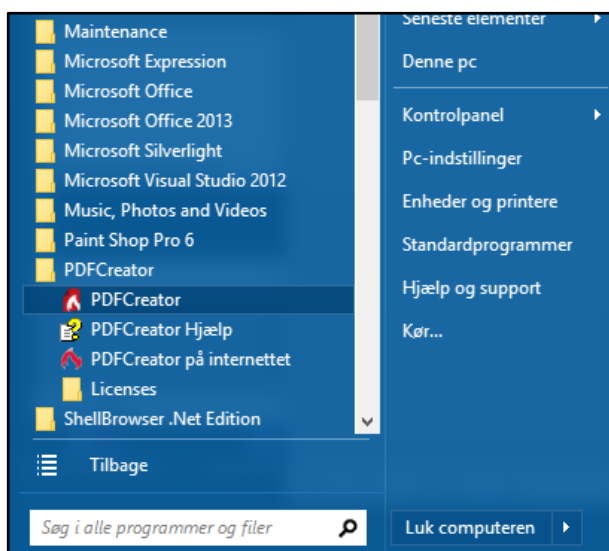 Maintenance
Microsoft Expression
Microsoft Office
Microsoft Office 2013
Microsoft Silverlight
Microsoft Visual Studio 2012
Music, Photos and Videos
Paint Shop Pro 6
PDFCreator
PDFCreator
PDFCreator Hjælp
PDFCreator på internettet
Licenses
ShellBrowser .Net Edition
Tilbage
Søg i alle programmer og filer
Seneste elementer
Denne pc
Kontrolpanel
Pc-indstillinger
Enheder og printere
Standardprogrammer
Hjælp og support
Kør...
Luk computeren